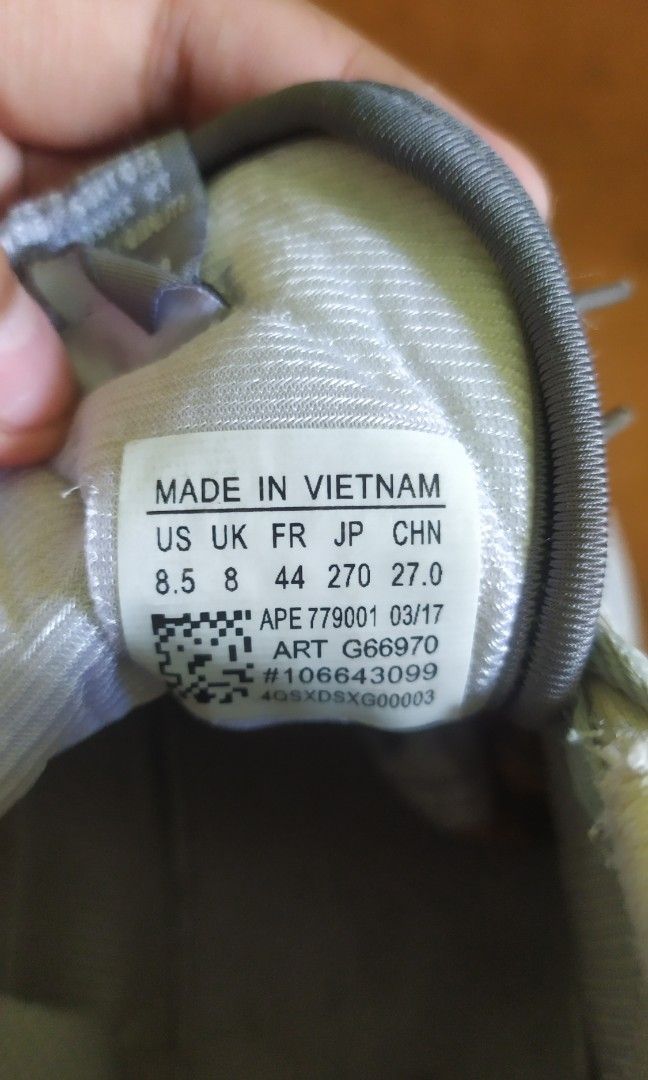 MADE IN VIETNAM
US UK FR JP CHN
8.5 8 44 270 27.0
APE 779001 03/17
ART G66970
#106643099
4GSXDSXG00003